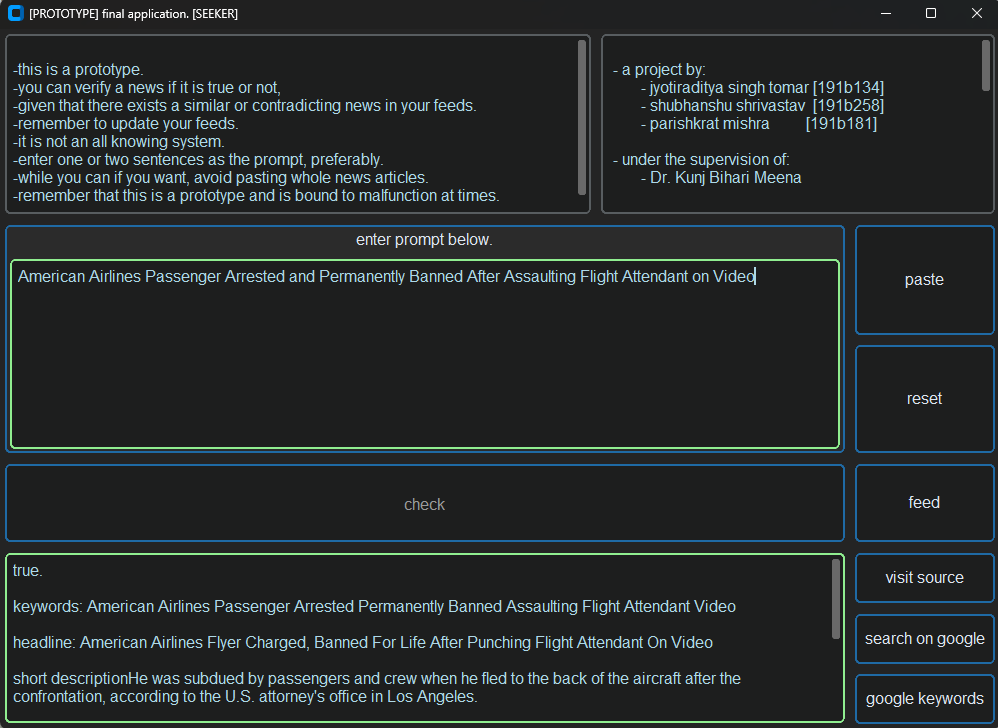 [PROTOTYPE] final application. [SEEKER]
-this is a prototype.
-you can verify a news if it is true or not,
-given that there exists a similar or contradicting news in your feeds.
-remember to update your feeds.
-it is not an all knowing system.
-enter one or two sentences as the prompt, preferably.
-while you can if you want, avoid pasting whole news articles.
-remember that this is a prototype and is bound to malfunction at times.
- a project by:
- jyotiraditya singh tomar [191b134]
- shubhanshu shrivastav [191b258]
- parishkrat mishra [191b181]
- under the supervision of:
- Dr. Kunj Bihari Meena
enter prompt below.
American Airlines Passenger Arrested and Permanently Banned After Assaulting Flight Attendant on Video
paste
reset
check
feed
true.
keywords: American Airlines Passenger Arrested Permanently Banned Assaulting Flight Attendant Video
headline: American Airlines Flyer Charged, Banned For Life After Punching Flight Attendant On Video
short descriptionHe was subdued by passengers and crew when he fled to the back of the aircraft after the
confrontation, according to the U.S. attorney's office in Los Angeles.
visit source
search on google
google keywords